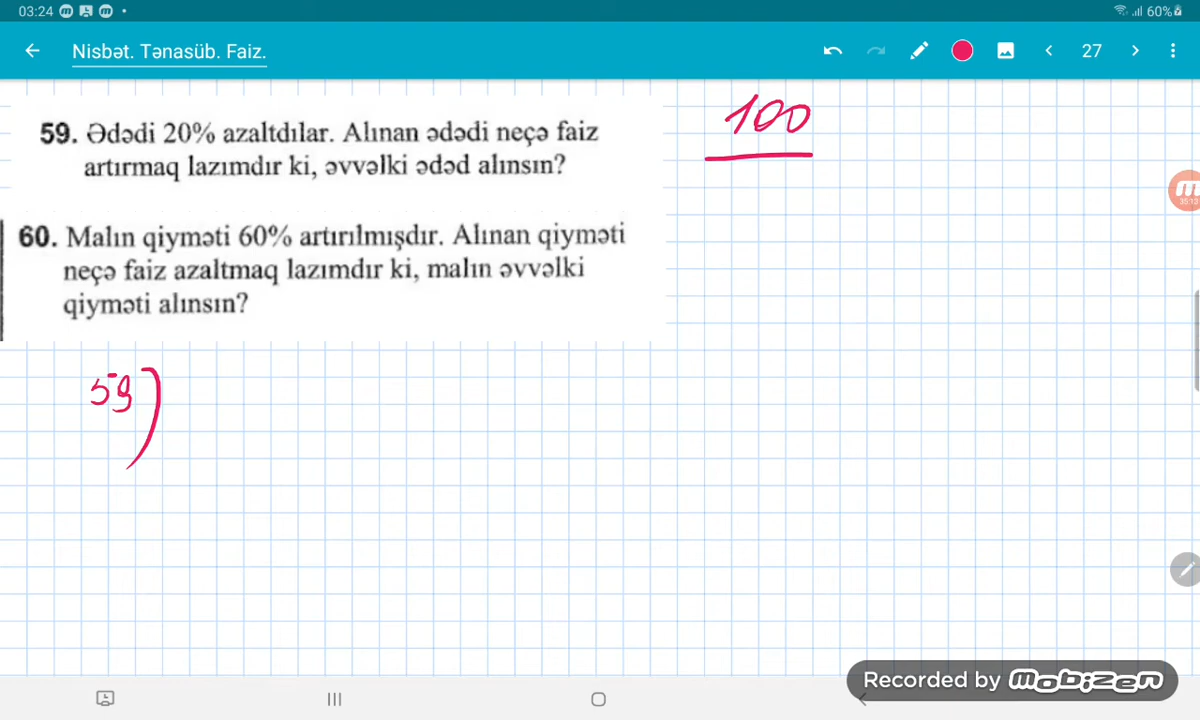 03:24
60%
Nisbət. Tənasüb. Faiz.
27
100
59. Ədədi 20% azaltdılar. Alınan ədədi neçə faiz
artırmaq lazımdır ki, əvvəlki ədəd alınsın?
60. Malın qiyməti 60% artırılmışdır. Alınan qiyməti
neçə faiz azaltmaq lazımdır ki, malın əvvəlki
qiyməti alınsın?
59)
Recorded by mobizen